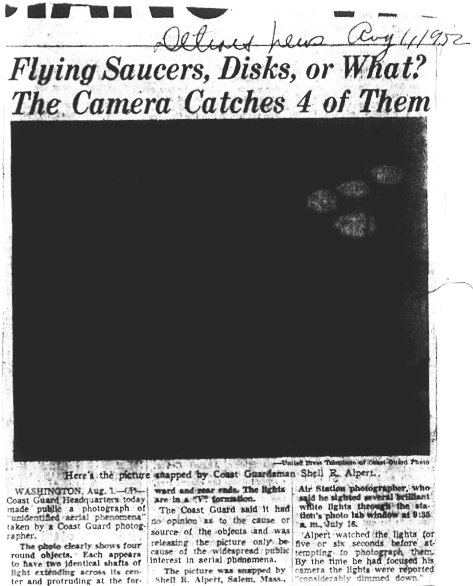 Detroit News Aug 1, 1952
Flying Saucers, Disks, or What?
The Camera Catches 4 of Them
—United Press Telephoto of Coast Guard Photo
Here's the picture snapped by Coast Guardsman Shell R. Alpert.
WASHINGTON, Aug. 1.—(UP)—
Coast Guard Headquarters today
made public a photograph of
"unidentified aerial phenomena"
taken by a Coast Guard photog-
rapher.
The photo clearly shows four
round objects. Each appears
to have two identical shafts of
light extending across its cen-
ter and protruding at the for-
ward and rear ends. The lights
are in a "V" formation.
The Coast Guard said it had
no opinion as to the cause or
source of the objects and was
releasing the picture only be-
cause of the widespread public
interest in aerial phenomena.
The picture was snapped by
Shell R. Alpert, Salem, Mass.,
Air Station photographer, who
said he sighted several brilliant
white lights through the sta-
tion's photo lab window at 9:35
a. m., July 16.
Alpert watched the lights for
five or six seconds before at-
tempting to photograph them.
By the time he had focused his
camera the lights were reported
"considerably dimmed down."